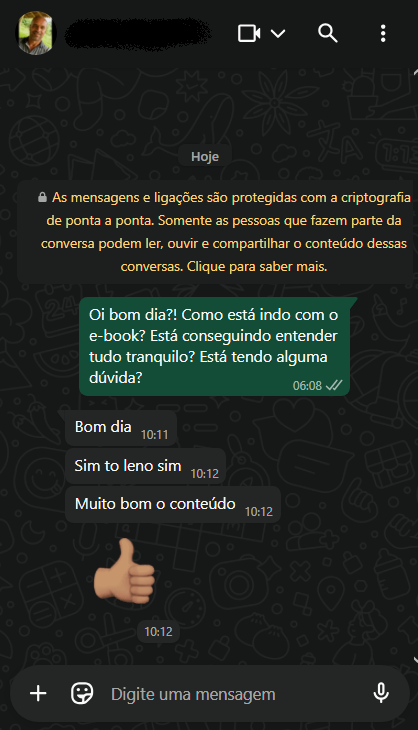 Hoje
As mensagens e ligações são protegidas com a criptografia
de ponta a ponta. Somente as pessoas que fazem parte da
conversa podem ler, ouvir e compartilhar o conteúdo dessas
conversas. Clique para saber mais.
Oi bom dia?! Como está indo com o
e-book? Está conseguindo entender
tudo tranquilo? Está tendo alguma
dúvida?
06:08
Bom dia 10:11
Sim to leno sim 10:12
Muito bom o conteúdo 10:12
10:12
Digite uma mensagem